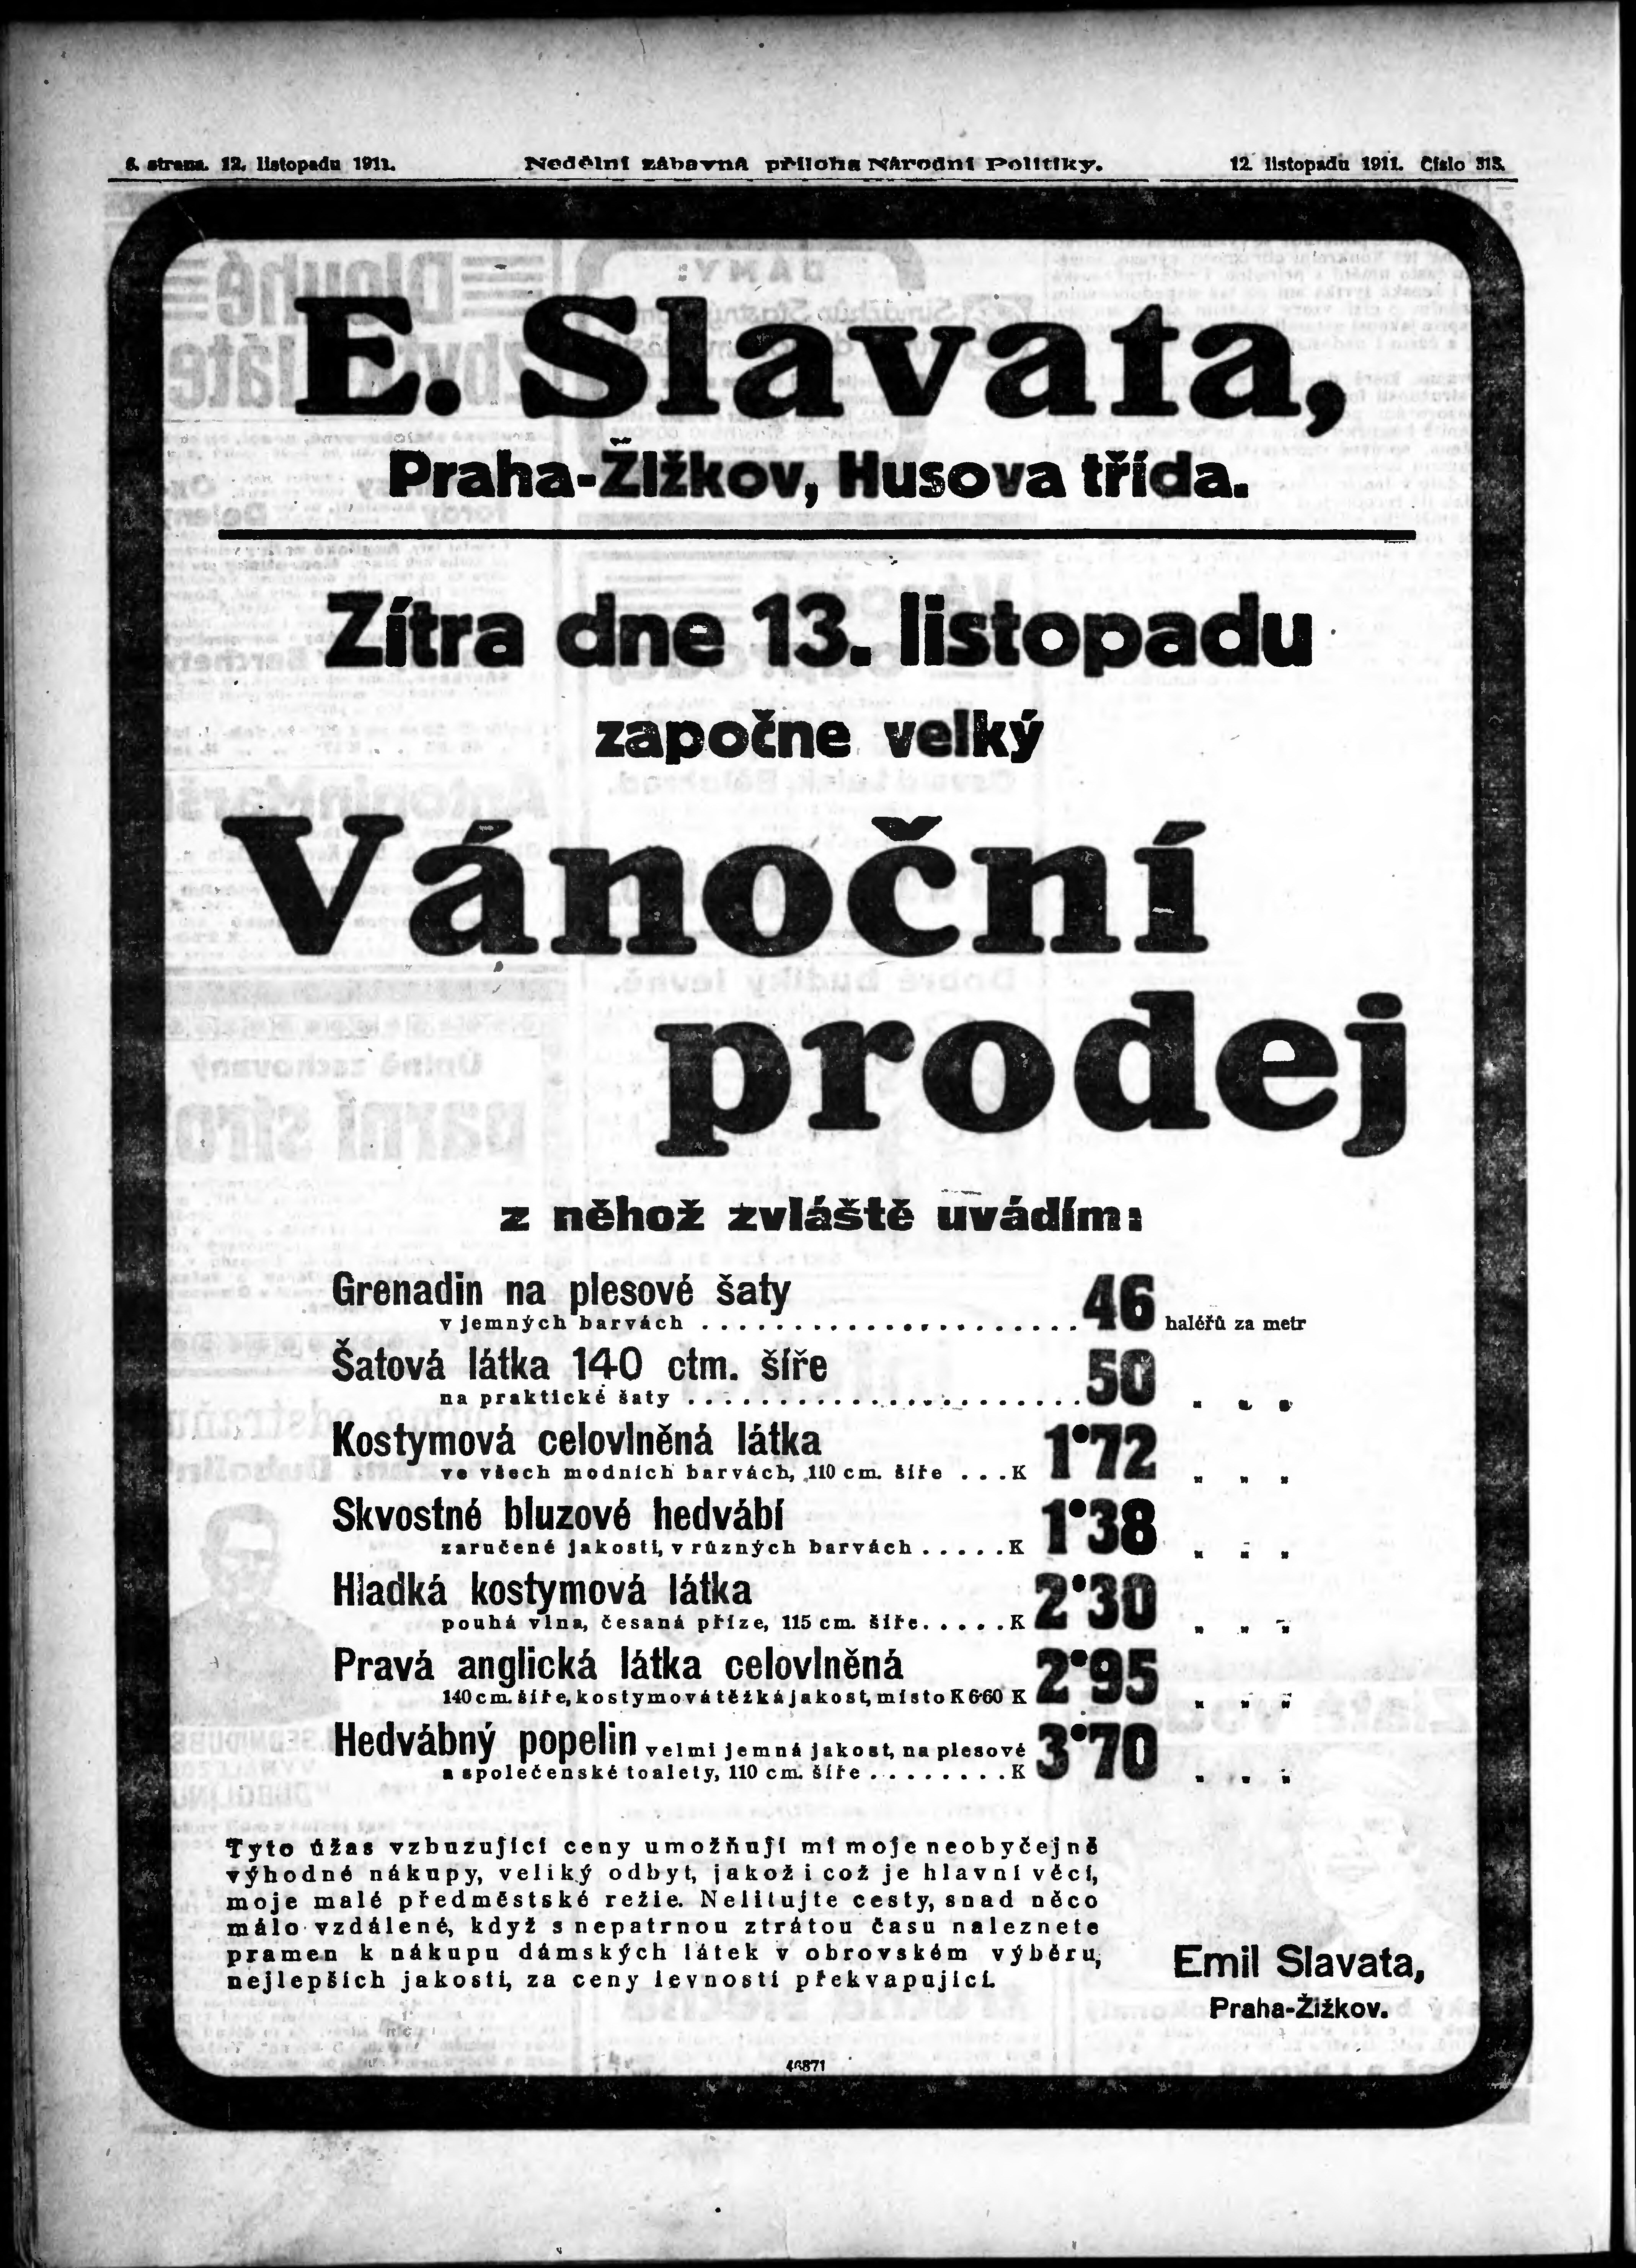 6. strana. 12. listopadu 1911. Nedělní zábavná příloha Národní Politiky. 12. listopadu 1911. Číslo 313.
E. Slavata,
Praha-Žižkov, Husova třída.
Zítra dne 13. listopadu
započne velký
Vánoční
prodej
z něhož zvláště uvádím:
Grenadin na plesové šaty
v jemných barvách ........................ 46 haléřů za metr
Šatová látka 140 ctm. šíře
na praktické šaty ........................ 50 „ „ „
Kostymová celovlněná látka
ve všech modních barvách, 110 cm. šíře ... K 1·72 „ „ „
Skvostné bluzové hedvábí
zaručené jakosti, v různých barvách ..... K 1·38 „ „ „
Hladká kostymová látka
pouhá vlna, česaná příze, 115 cm. šíře..... K 2·30 „ „ „
Pravá anglická látka celovlněná
140 cm. šíře, kostymová těžká jakost, místo K 6·60 K 2·95 „ „ „
Hedvábný popelin velmi jemná jakost, na plesové
a společenské toalety, 110 cm. šíře ........ K 3·70 „ „ „
Tyto úžas vzbuzující ceny umožňují mi moje neobyčejně
výhodné nákupy, veliký odbyt, jakož i což je hlavní věcí,
moje malé předměstské režie. Nelitujte cesty, snad něco
málo vzdálené, když s nepatrnou ztrátou času naleznete
pramen k nákupu dámských látek v obrovském výběru,
nejlepších jakostí, za ceny levností překvapující.
Emil Slavata,
Praha-Žižkov.
46871